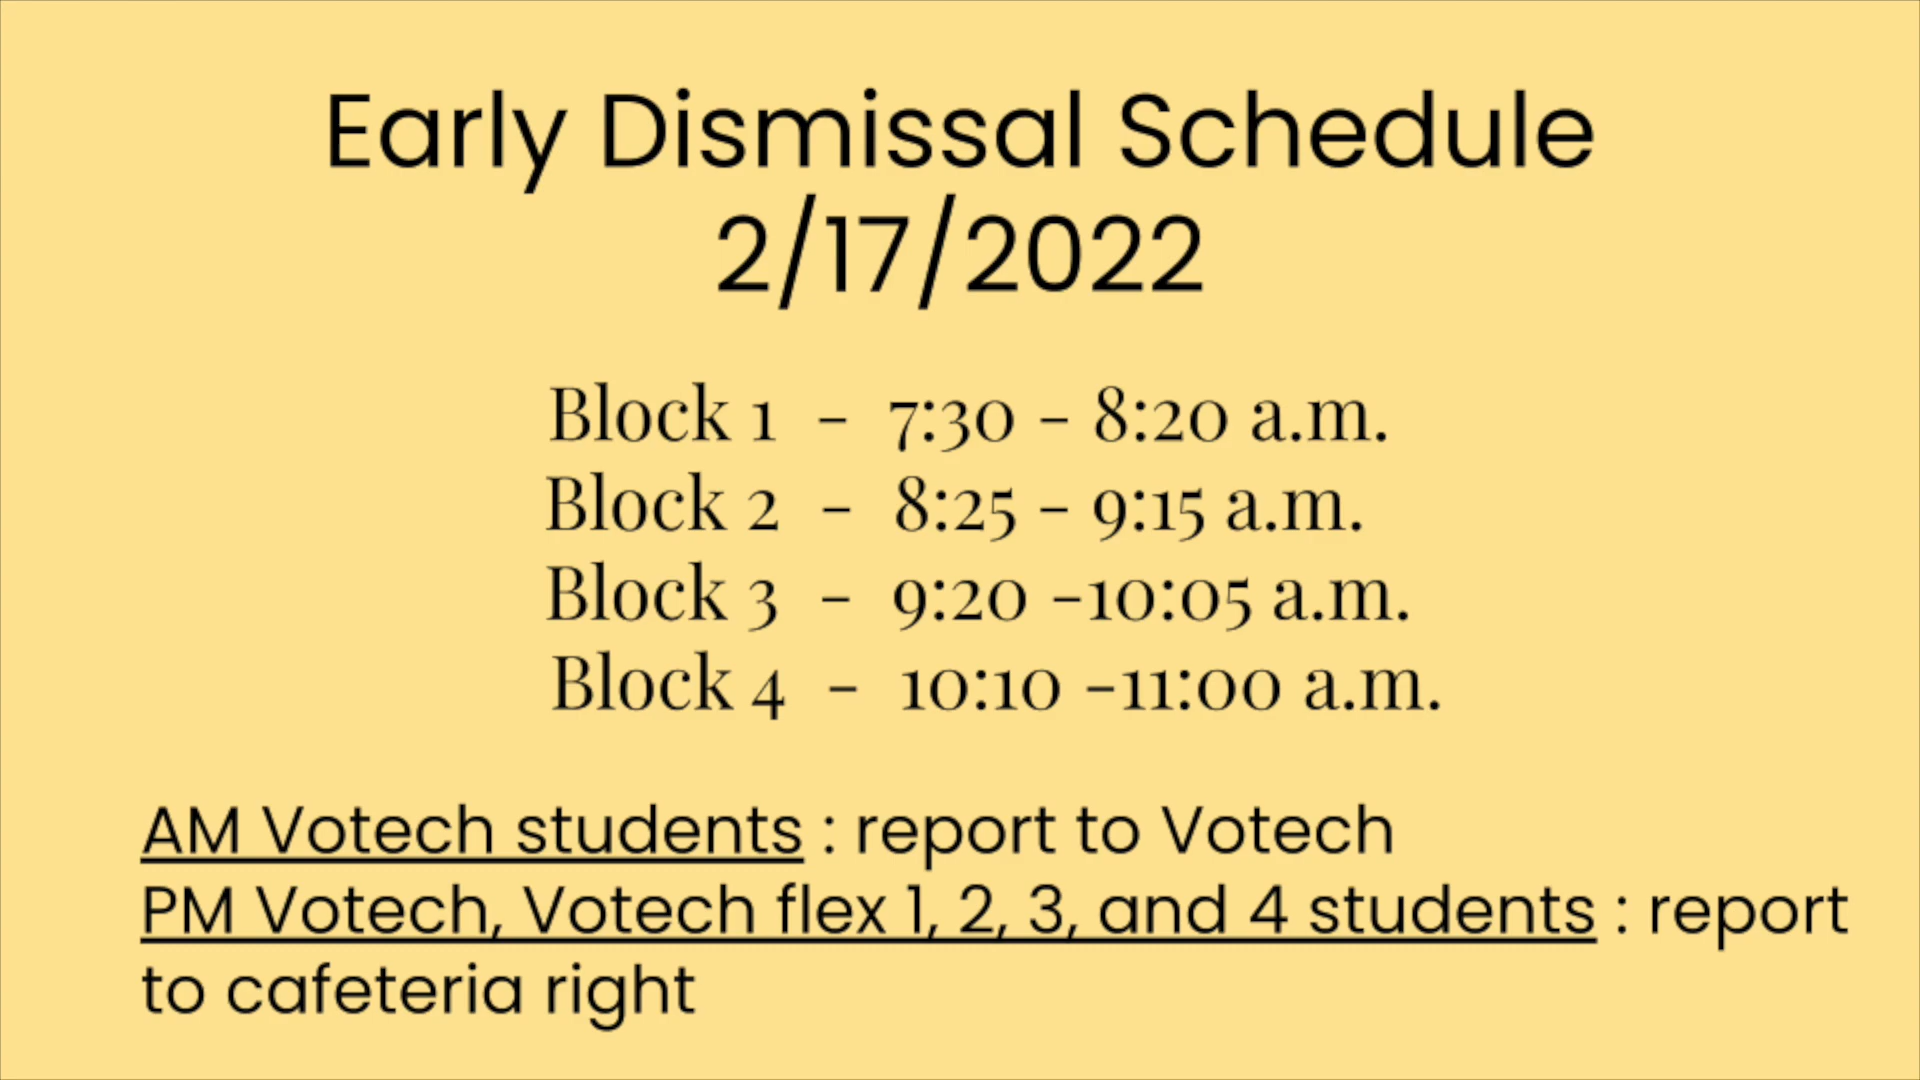 Early Dismissal Schedule
2/17/2022
Block 1 - 7:30 - 8:20 a.m.
Block 2 - 8:25 - 9:15 a.m.
Block 3 - 9:20 -10:05 a.m.
Block 4 - 10:10 -11:00 a.m.
AM Votech students : report to Votech
PM Votech, Votech flex 1, 2, 3, and 4 students : report
to cafeteria right